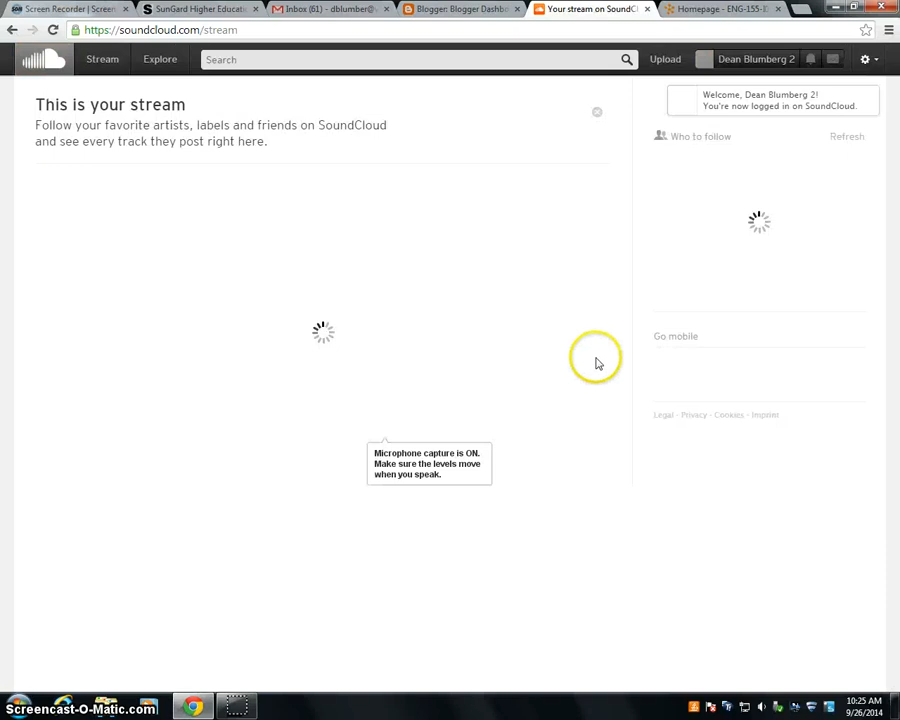 Screen Recorder | Screen
SunGard Higher Educati
Inbox (61) - dblumber@v
Blogger: Blogger Dashb
Your stream on SoundCl
Homepage - ENG-155-I
https://soundcloud.com/stream
Stream
Explore
Search
Upload
Dean Blumberg 2
This is your stream
Follow your favorite artists, labels and friends on SoundCloud
and see every track they post right here.
Welcome, Dean Blumberg 2!
You're now logged in on SoundCloud.
Who to follow
Refresh
Go mobile
Legal - Privacy - Cookies - Imprint
Microphone capture is ON.
Make sure the levels move
when you speak.
Screencast-O-Matic.com
10:25 AM
9/26/2014